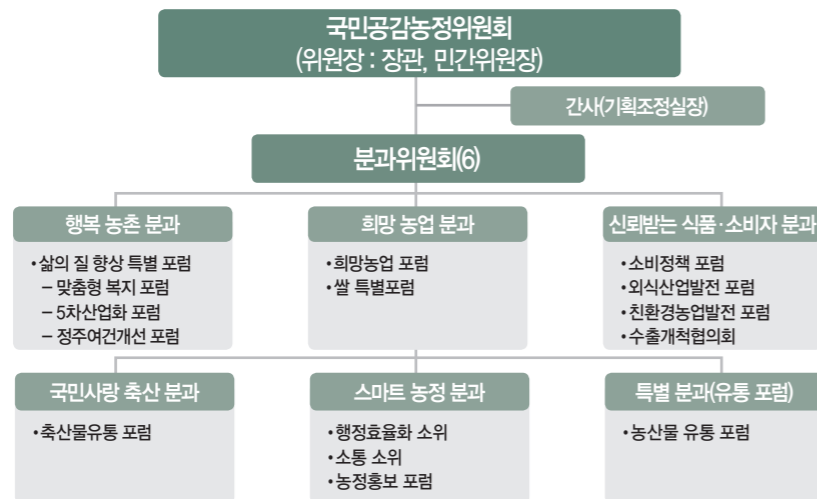 국민공감농정위원회
(위원장 : 장관, 민간위원장)
간사(기획조정실장)
분과위원회(6)
행복 농촌 분과
•삶의 질 향상 특별 포럼
– 맞춤형 복지 포럼
– 5차산업화 포럼
– 정주여건개선 포럼
희망 농업 분과
•희망농업 포럼
•쌀 특별포럼
신뢰받는 식품·소비자 분과
•소비정책 포럼
•외식산업발전 포럼
•친환경농업발전 포럼
•수출개척협의회
국민사랑 축산 분과
•축산물유통 포럼
스마트 농정 분과
•행정효율화 소위
•소통 소위
•농정홍보 포럼
특별 분과(유통 포럼)
•농산물 유통 포럼